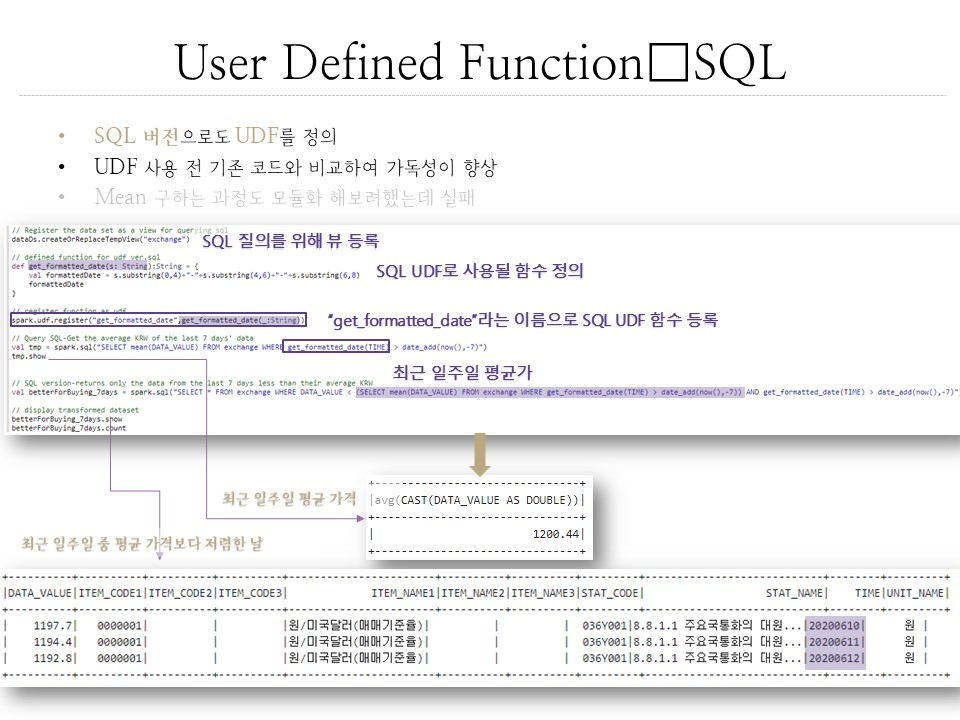 User Defined Function□SQL
• SQL 버전으로도 UDF를 정의
• UDF 사용 전 기존 코드와 비교하여 가독성이 향상
• Mean 구하는 과정도 모듈화 해보려했는데 실패
// Register the data set as a view for querying sql
dataDs.createOrReplaceTempView("exchange")
SQL 질의를 위해 뷰 등록
// defined function for udf ver.sql
def get_formatted_date(s: String):String = {
val formattedDate = s.substring(0,4)+"-"+s.substring(4,6)+"-"+s.substring(6,8)
SQL UDF로 사용될 함수 정의
formattedDate
}
// register function as udf
spark.udf.register("get_formatted_date",get_formatted_date(_:String))
"get_formatted_date"라는 이름으로 SQL UDF 함수 등록
// Query SQL-Get the average KRW of the last 7 days' data
val tmp = spark.sql("SELECT mean(DATA_VALUE) FROM exchange WHERE get_formatted_date(TIME) > date_add(now(),-7)")
tmp.show
최근 일주일 평균가
// SQL version-returns only the data from the last 7 days less than their average KRW
val betterForBuying_7days = spark.sql("SELECT * FROM exchange WHERE DATA_VALUE < (SELECT mean(DATA_VALUE) FROM exchange WHERE get_formatted_date(TIME) > date_add(now(),-7)) AND get_formatted_date(TIME) > date_add(now(),-7)")
// display transformed dataset
betterForBuying_7days.show
betterForBuying_7days.count
최근 일주일 평균 가격
+-----------------------------+
|avg(CAST(DATA_VALUE AS DOUBLE))|
+-----------------------------+
| 1200.44|
+-----------------------------+
최근 일주일 중 평균 가격보다 저렴한 날
|DATA_VALUE|ITEM_CODE1|ITEM_CODE2|ITEM_CODE3| ITEM_NAME1|ITEM_NAME2|ITEM_NAME3|STAT_CODE| STAT_NAME| TIME|UNIT_NAME|
| 1197.7| 0000001| | |원/미국달러(매매기준율)| | | 036Y001|8.8.1.1 주요국통화의 대원...|20200610| 원 |
| 1194.4| 0000001| | |원/미국달러(매매기준율)| | | 036Y001|8.8.1.1 주요국통화의 대원...|20200611| 원 |
| 1192.8| 0000001| | |원/미국달러(매매기준율)| | | 036Y001|8.8.1.1 주요국통화의 대원...|20200612| 원 |